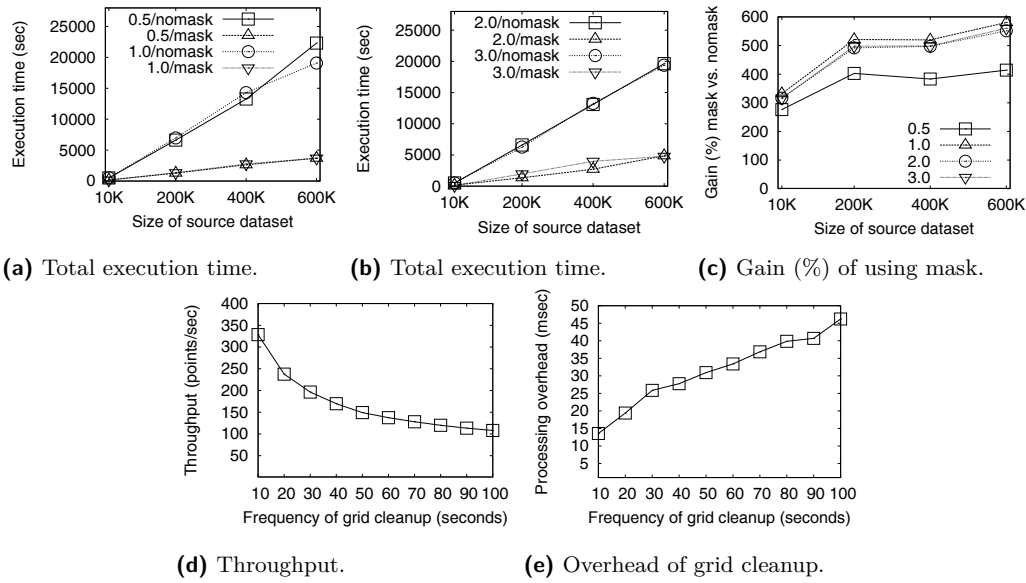 Execution time (sec)
25000
20000
15000
10000
5000
0
0.5/nomask
0.5/mask
1.0/nomask
1.0/mask
10K 200K 400K 600K
Size of source dataset
(a) Total execution time.
Execution time (sec)
25000
20000
15000
10000
5000
0
2.0/nomask
2.0/mask
3.0/nomask
3.0/mask
10K 200K 400K 600K
Size of source dataset
(b) Total execution time.
Gain (%) mask vs. nomask
600
500
400
300
200
100
0
0.5
1.0
2.0
3.0
10K 200K 400K 600K
Size of source dataset
(c) Gain (%) of using mask.
Throughput (points/sec)
400
350
300
250
200
150
100
50
10 20 30 40 50 60 70 80 90 100
Frequency of grid cleanup (seconds)
(d) Throughput.
Processing overhead (msec)
50
45
40
35
30
25
20
15
10
5
10 20 30 40 50 60 70 80 90 100
Frequency of grid cleanup (seconds)
(e) Overhead of grid cleanup.